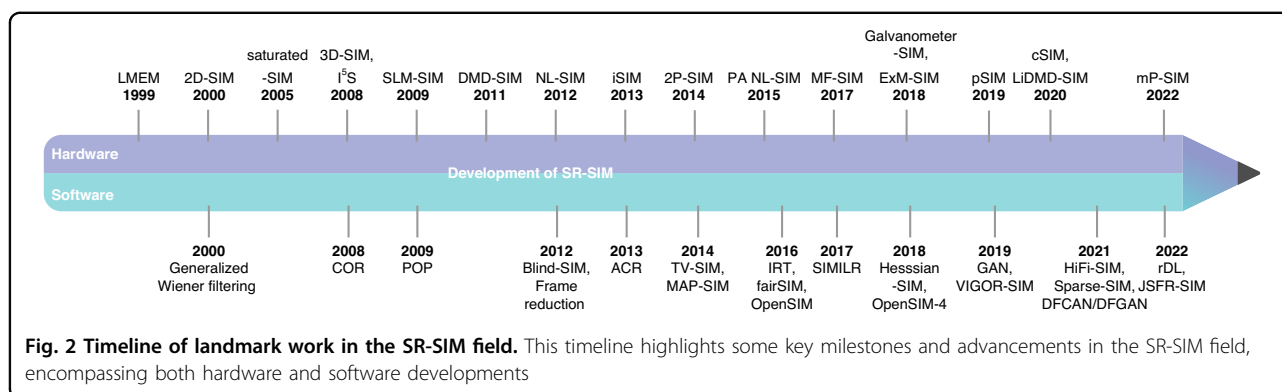 LMEM
1999
2D-SIM
2000
saturated
-SIM
2005
3D-SIM,
I⁵S
2008
SLM-SIM
2009
DMD-SIM
2011
NL-SIM
2012
iSIM
2013
2P-SIM
2014
PA NL-SIM
2015
MF-SIM
2017
Galvanometer
-SIM,
ExM-SIM
2018
pSIM
2019
cSIM,
LiDMD-SIM
2020
mP-SIM
2022
Hardware
Development of SR-SIM
Software
2000
Generalized
Wiener filtering
2008
COR
2009
POP
2012
Blind-SIM,
Frame
reduction
2013
ACR
2014
TV-SIM,
MAP-SIM
2016
IRT,
fairSIM,
OpenSIM
2017
SIMILR
2018
Hesssian
-SIM,
OpenSIM-4
2019
GAN,
VIGOR-SIM
2021
HiFi-SIM,
Sparse-SIM,
DFCAN/DFGAN
2022
rDL,
JSFR-SIM
Fig. 2 Timeline of landmark work in the SR-SIM field. This timeline highlights some key milestones and advancements in the SR-SIM field,
encompassing both hardware and software developments